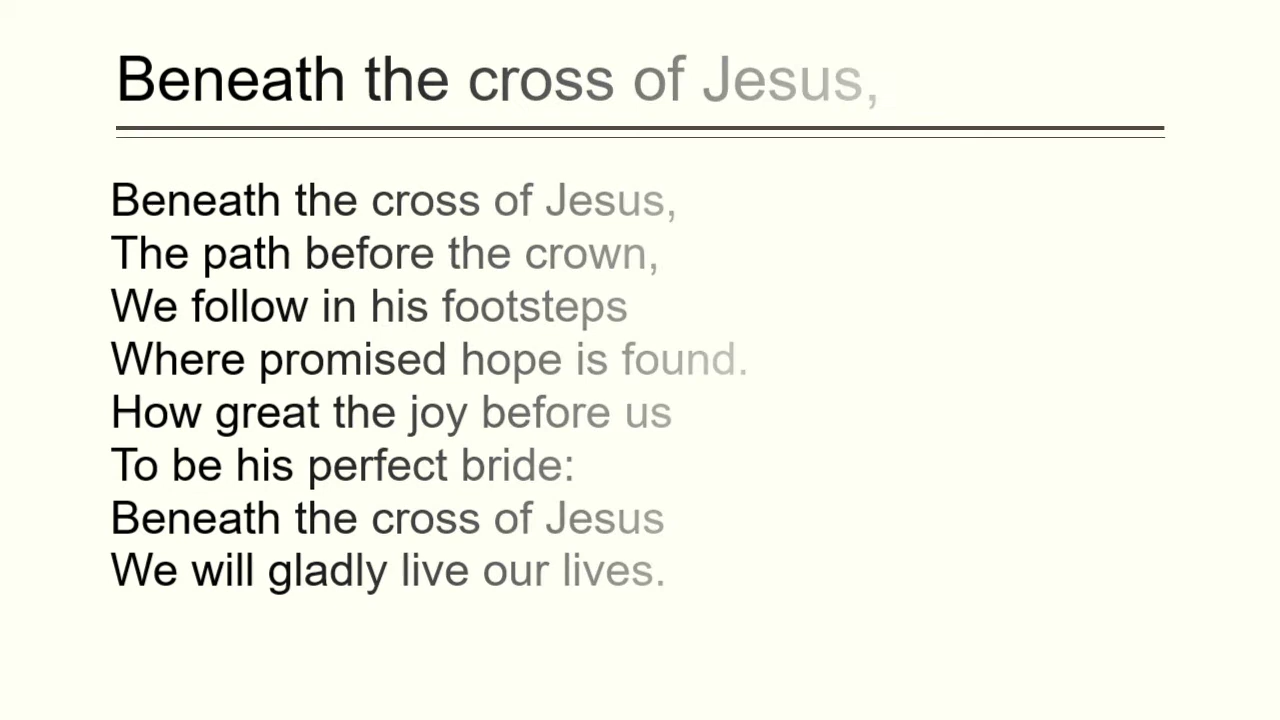 Beneath the cross of Jesus,
Beneath the cross of Jesus,
The path before the crown,
We follow in his footsteps
Where promised hope is found.
How great the joy before us
To be his perfect bride:
Beneath the cross of Jesus
We will gladly live our lives.